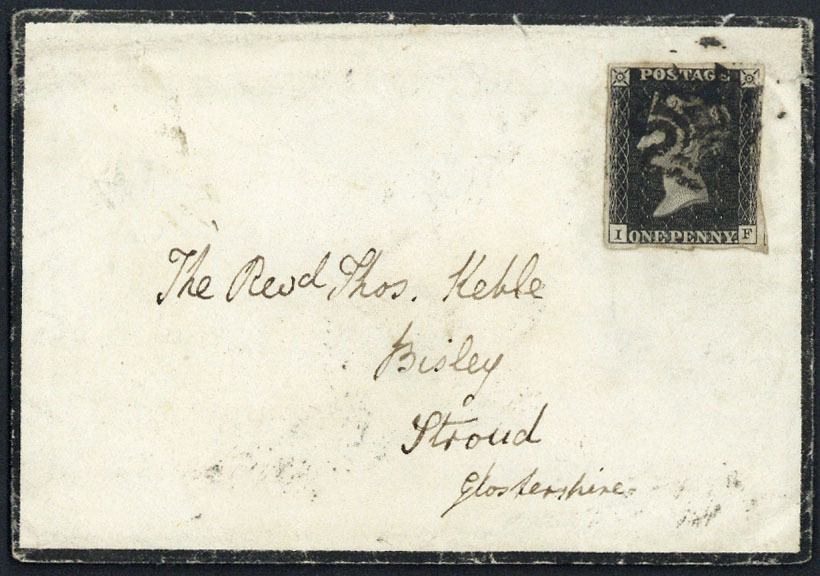 POSTAGE
I ONE PENNY F
The Revd Thos. Keble
Bisley
Stroud
Glostershire